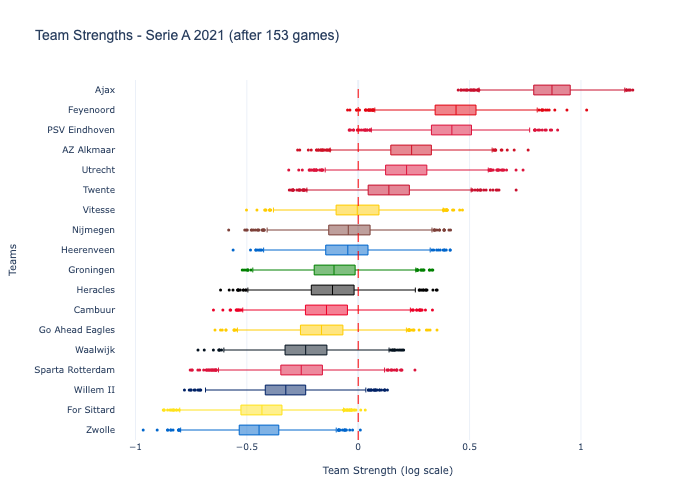 Team Strengths - Serie A 2021 (after 153 games)
Ajax
Feyenoord
PSV Eindhoven
AZ Alkmaar
Utrecht
Twente
Vitesse
Nijmegen
Heerenveen
Groningen
Heracles
Cambuur
Go Ahead Eagles
Waalwijk
Sparta Rotterdam
Willem II
For Sittard
Zwolle
Teams
−1
−0.5
0
0.5
1
Team Strength (log scale)